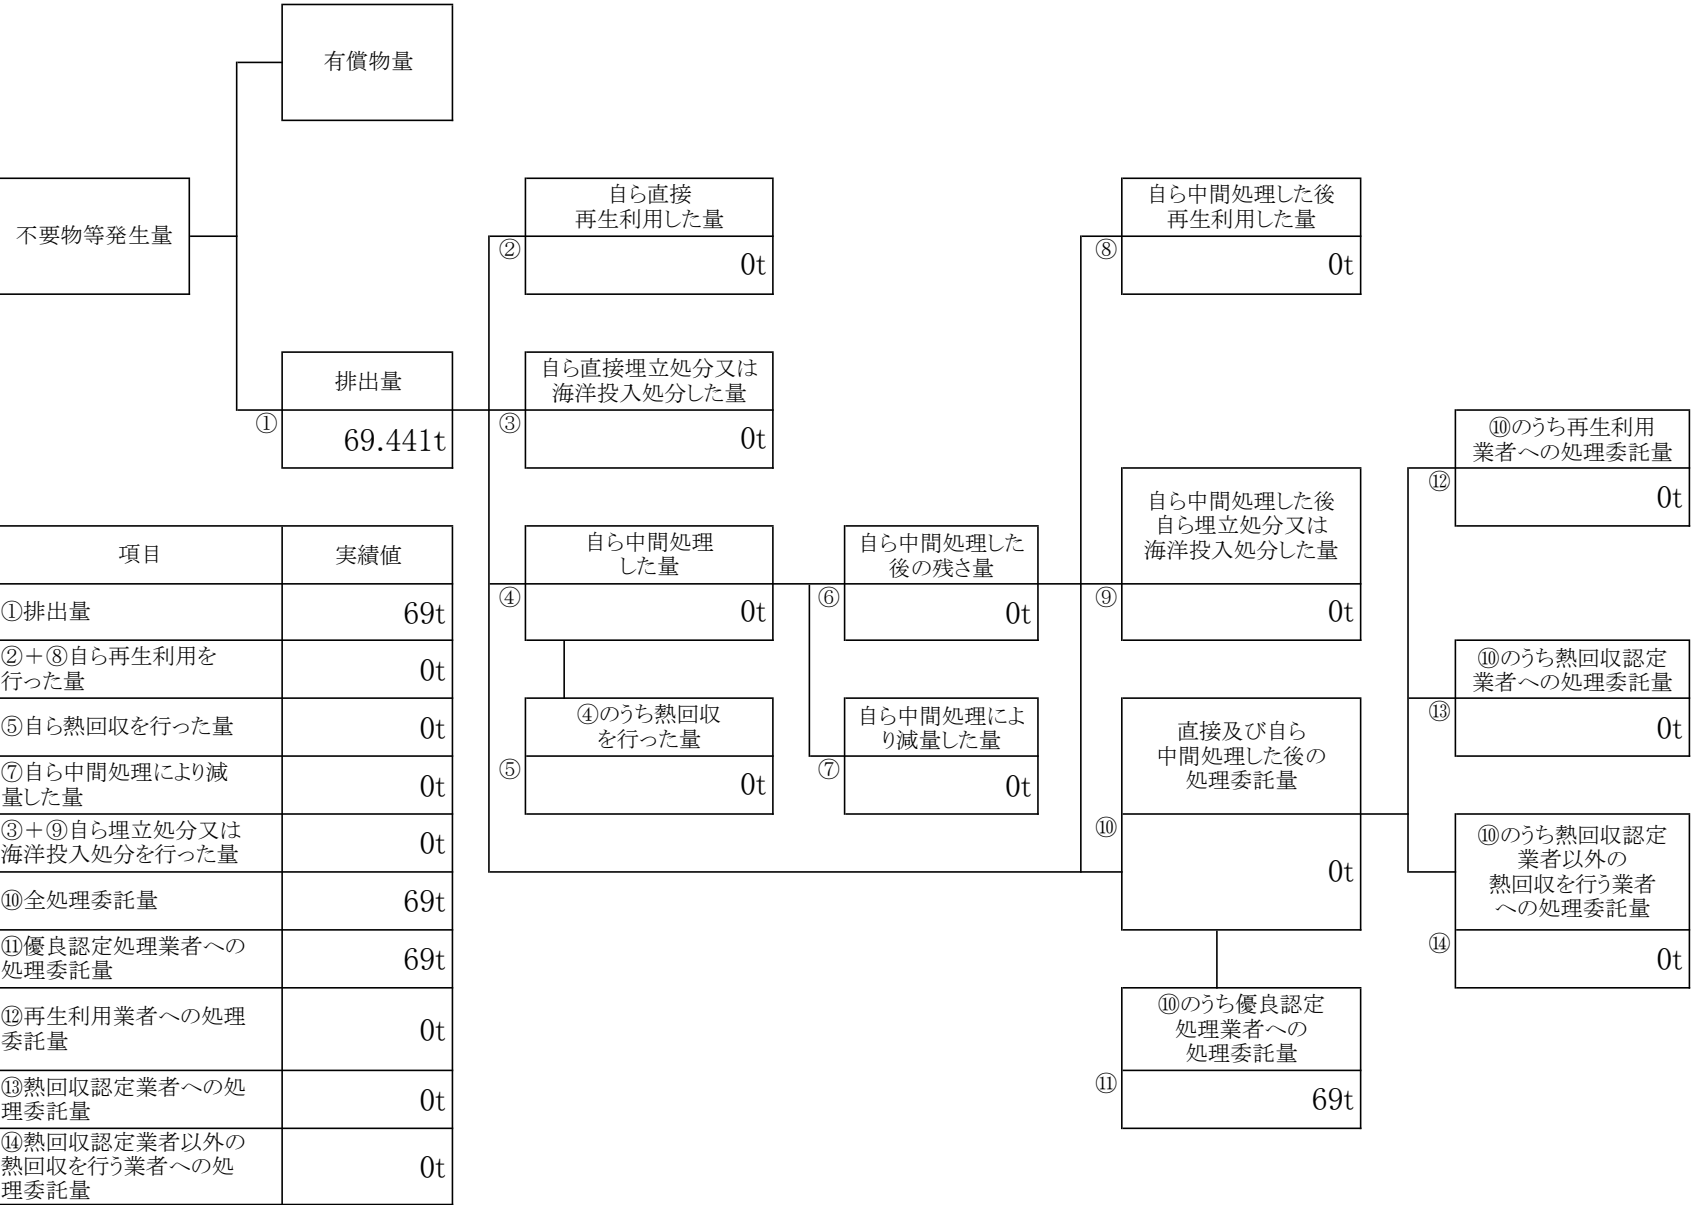 有償物量
不要物等発生量
自ら直接
再生利用した量
②
0t
自ら中間処理した後
再生利用した量
⑧
0t
排出量
①
69.441t
自ら直接埋立処分又は
海洋投入処分した量
③
0t
⑩のうち再生利用
業者への処理委託量
⑫
0t
自ら中間処理した後
自ら埋立処分又は
海洋投入処分した量
⑨
0t
自ら中間処理
した量
④
0t
自ら中間処理した
後の残さ量
⑥
0t
⑩のうち熱回収認定
業者への処理委託量
⑬
0t
④のうち熱回収
を行った量
⑤
0t
自ら中間処理によ
り減量した量
⑦
0t
直接及び自ら
中間処理した後の
処理委託量
⑩
0t
⑩のうち熱回収認定
業者以外の
熱回収を行う業者
への処理委託量
⑭
0t
⑩のうち優良認定
処理業者への
処理委託量
⑪
69t
項目 実績値
①排出量 69t
②＋⑧自ら再生利用を
行った量 0t
⑤自ら熱回収を行った量 0t
⑦自ら中間処理により減
量した量 0t
③＋⑨自ら埋立処分又は
海洋投入処分を行った量 0t
⑩全処理委託量 69t
⑪優良認定処理業者への
処理委託量 69t
⑫再生利用業者への処理
委託量 0t
⑬熱回収認定業者への処
理委託量 0t
⑭熱回収認定業者以外の
熱回収を行う業者への処
理委託量 0t